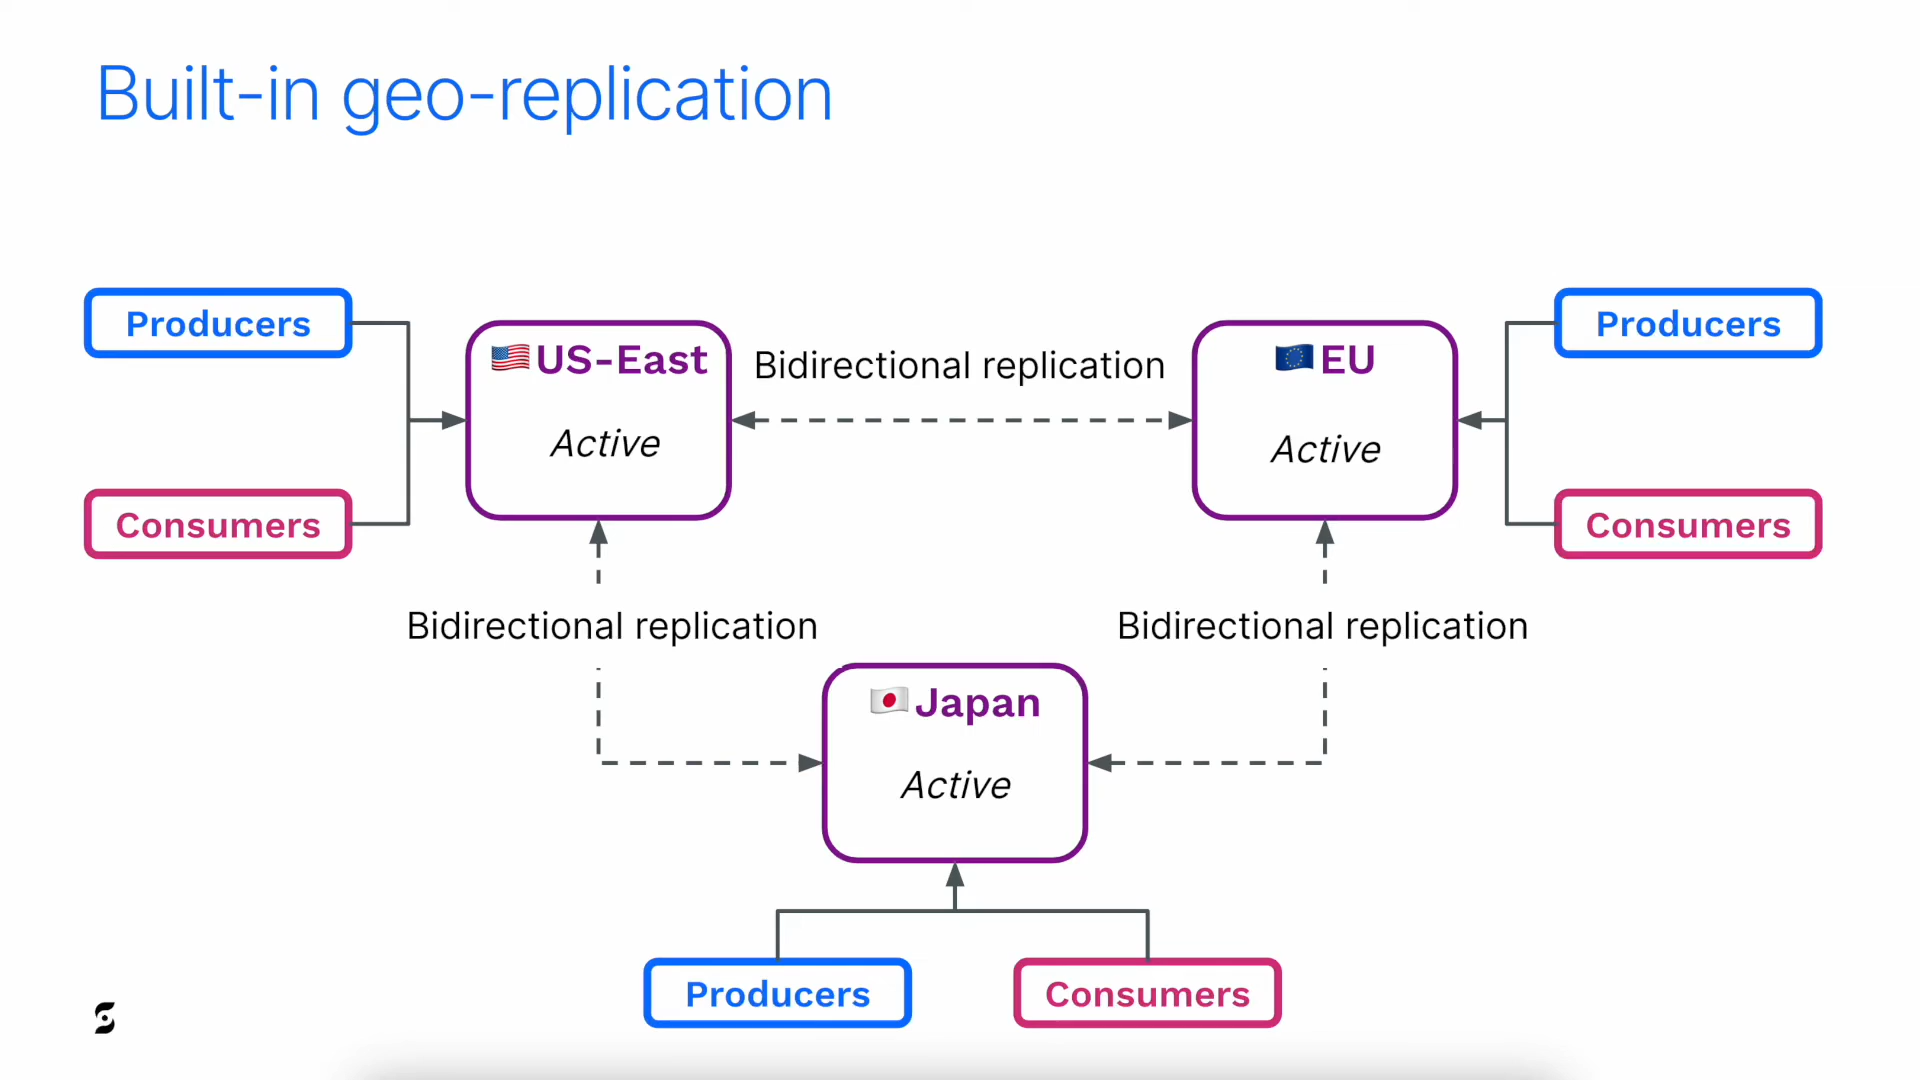 Built-in geo-replication
Producers
Consumers
US-East
Active
Bidirectional replication
EU
Active
Producers
Consumers
Bidirectional replication
Bidirectional replication
Japan
Active
Producers
Consumers